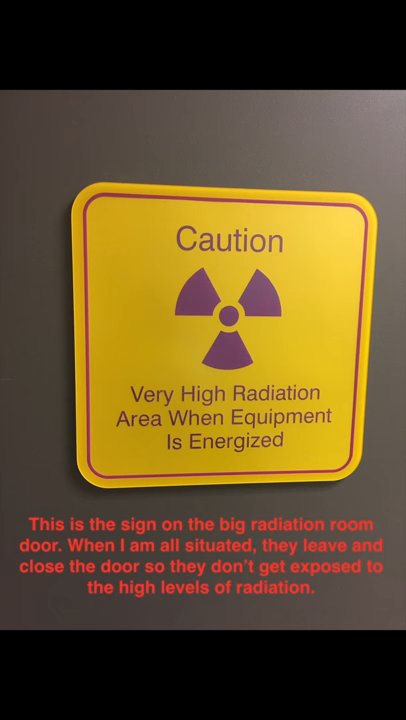 Caution
Very High Radiation
Area When Equipment
Is Energized
This is the sign on the big radiation room
door. When I am all situated, they leave and
close the door so they don't get exposed to
the high levels of radiation.